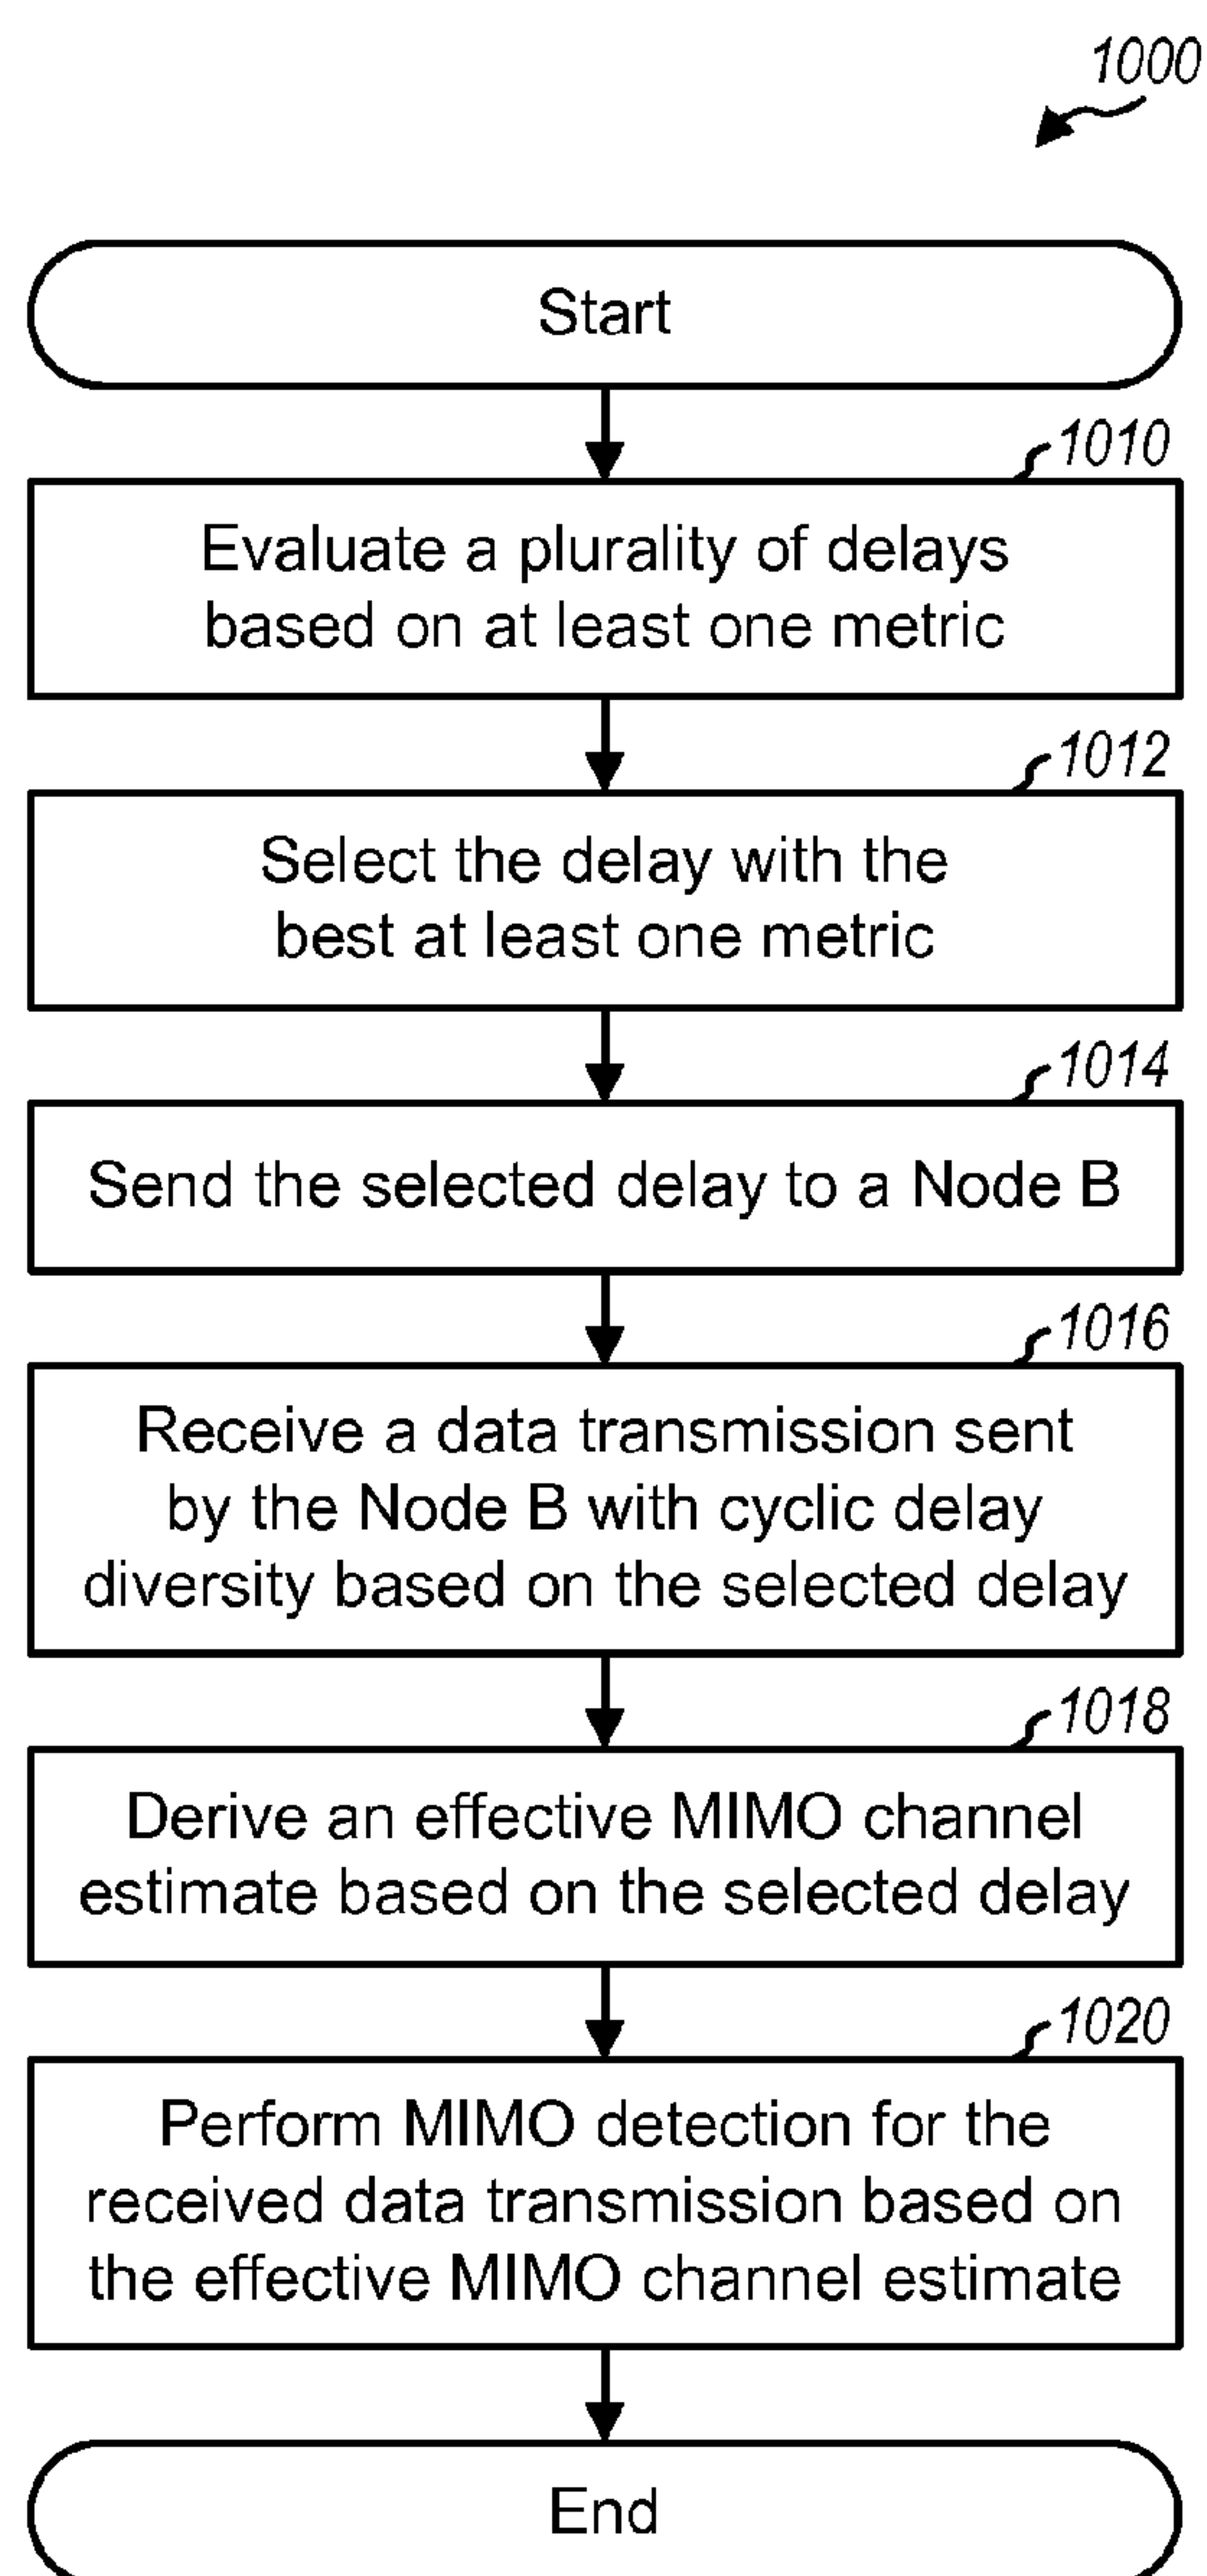 1000
Start
1010
Evaluate a plurality of delays
based on at least one metric
1012
Select the delay with the
best at least one metric
1014
Send the selected delay to a Node B
1016
Receive a data transmission sent
by the Node B with cyclic delay
diversity based on the selected delay
1018
Derive an effective MIMO channel
estimate based on the selected delay
1020
Perform MIMO detection for the
received data transmission based on
the effective MIMO channel estimate
End